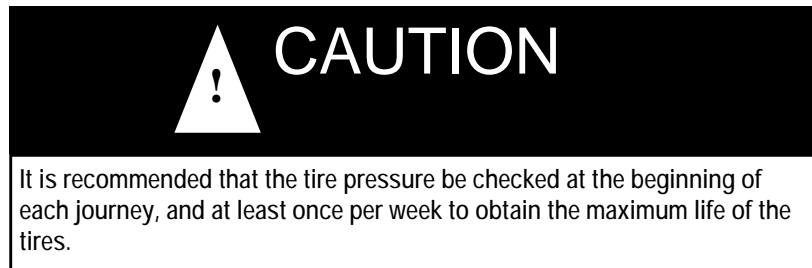 CAUTION
!
It is recommended that the tire pressure be checked at the beginning of
each journey, and at least once per week to obtain the maximum life of the
tires.